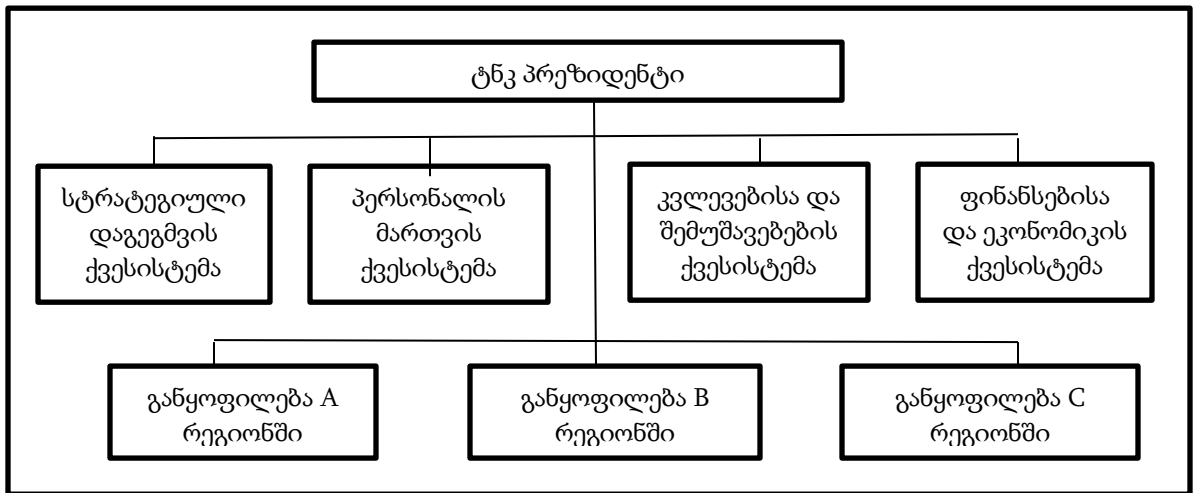 ტნკ პრეზიდენტი
სტრატეგიული
დაგეგმვის
ქვესისტემა
პერსონალის
მართვის
ქვესისტემა
კვლევებისა და
შემუშავებების
ქვესისტემა
ფინანსებისა
და ეკონომიკის
ქვესისტემა
განყოფილება A
რეგიონში
განყოფილება B
რეგიონში
განყოფილება C
რეგიონში